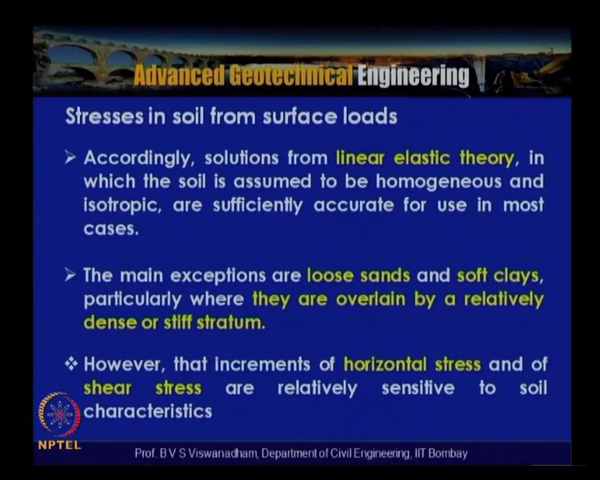 Advanced Geotechnical Engineering
Stresses in soil from surface loads
Accordingly, solutions from linear elastic theory, in
which the soil is assumed to be homogeneous and
isotropic, are sufficiently accurate for use in most
cases.
The main exceptions are loose sands and soft clays,
particularly where they are overlain by a relatively
dense or stiff stratum.
However, that increments of horizontal stress and of
shear stress are relatively sensitive to soil
characteristics
NPTEL
Prof. B V S Viswanadham, Department of Civil Engineering, IIT Bombay